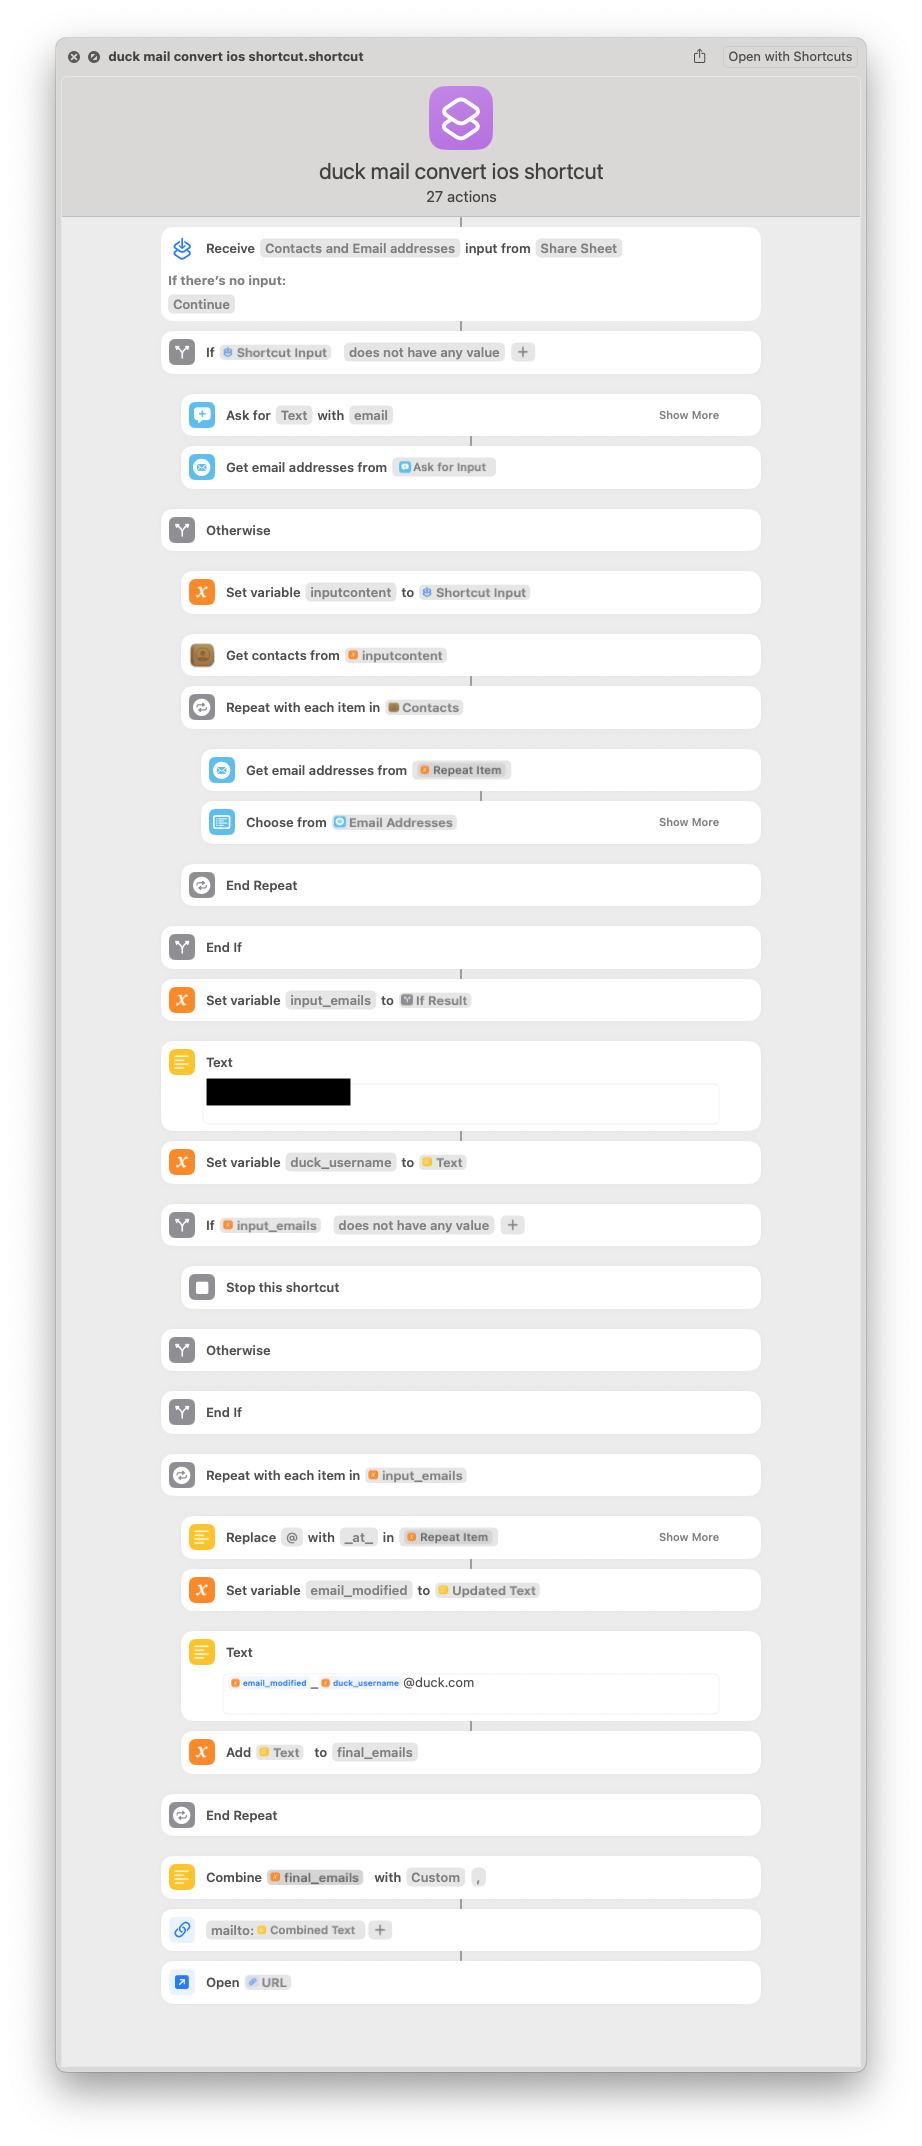 duck mail convert ios shortcut.shortcut
Open with Shortcuts
duck mail convert ios shortcut
27 actions
Receive Contacts and Email addresses input from Share Sheet
If there's no input:
Continue
If Shortcut Input does not have any value +
Ask for Text with email Show More
Get email addresses from Ask for Input
Otherwise
Set variable inputcontent to Shortcut Input
Get contacts from inputcontent
Repeat with each item in Contacts
Get email addresses from Repeat Item
Choose from Email Addresses Show More
End Repeat
End If
Set variable input_emails to If Result
Text
Set variable duck_username to Text
If input_emails does not have any value +
Stop this shortcut
Otherwise
End If
Repeat with each item in input_emails
Replace @ with _at_ in Repeat Item Show More
Set variable email_modified to Updated Text
Text
email_modified _ duck_username @duck.com
Add Text to final_emails
End Repeat
Combine final_emails with Custom ,
mailto: Combined Text +
Open URL